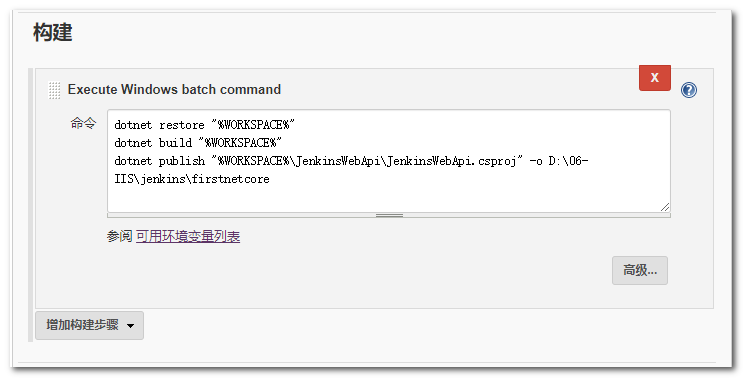 构建
Execute Windows batch command
X
命令
dotnet restore "%WORKSPACE%"
dotnet build "%WORKSPACE%"
dotnet publish "%WORKSPACE%\JenkinsWebApi\JenkinsWebApi.csproj" -o D:\06-
IIS\jenkins\firstnetcore
参阅 可用环境变量列表
高级...
增加构建步骤